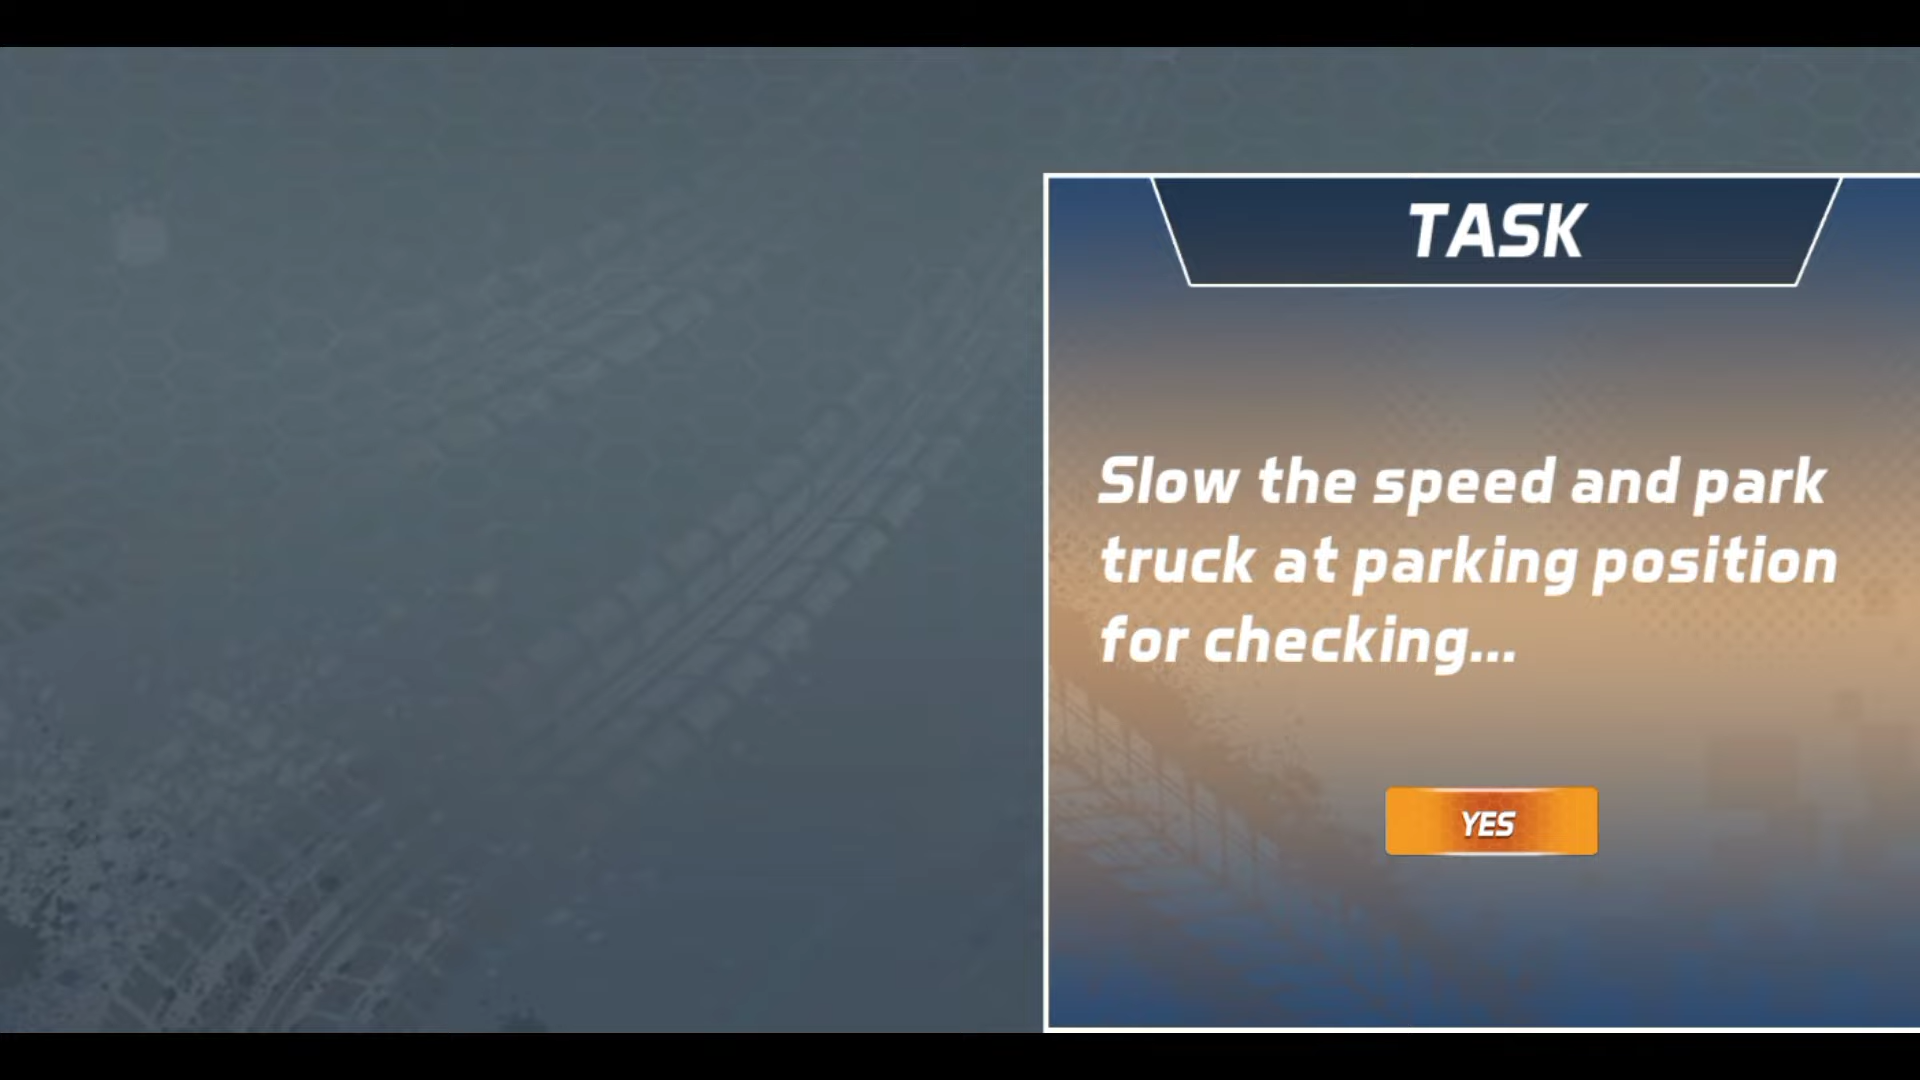 TASK
Slow the speed and park
truck at parking position
for checking...
YES